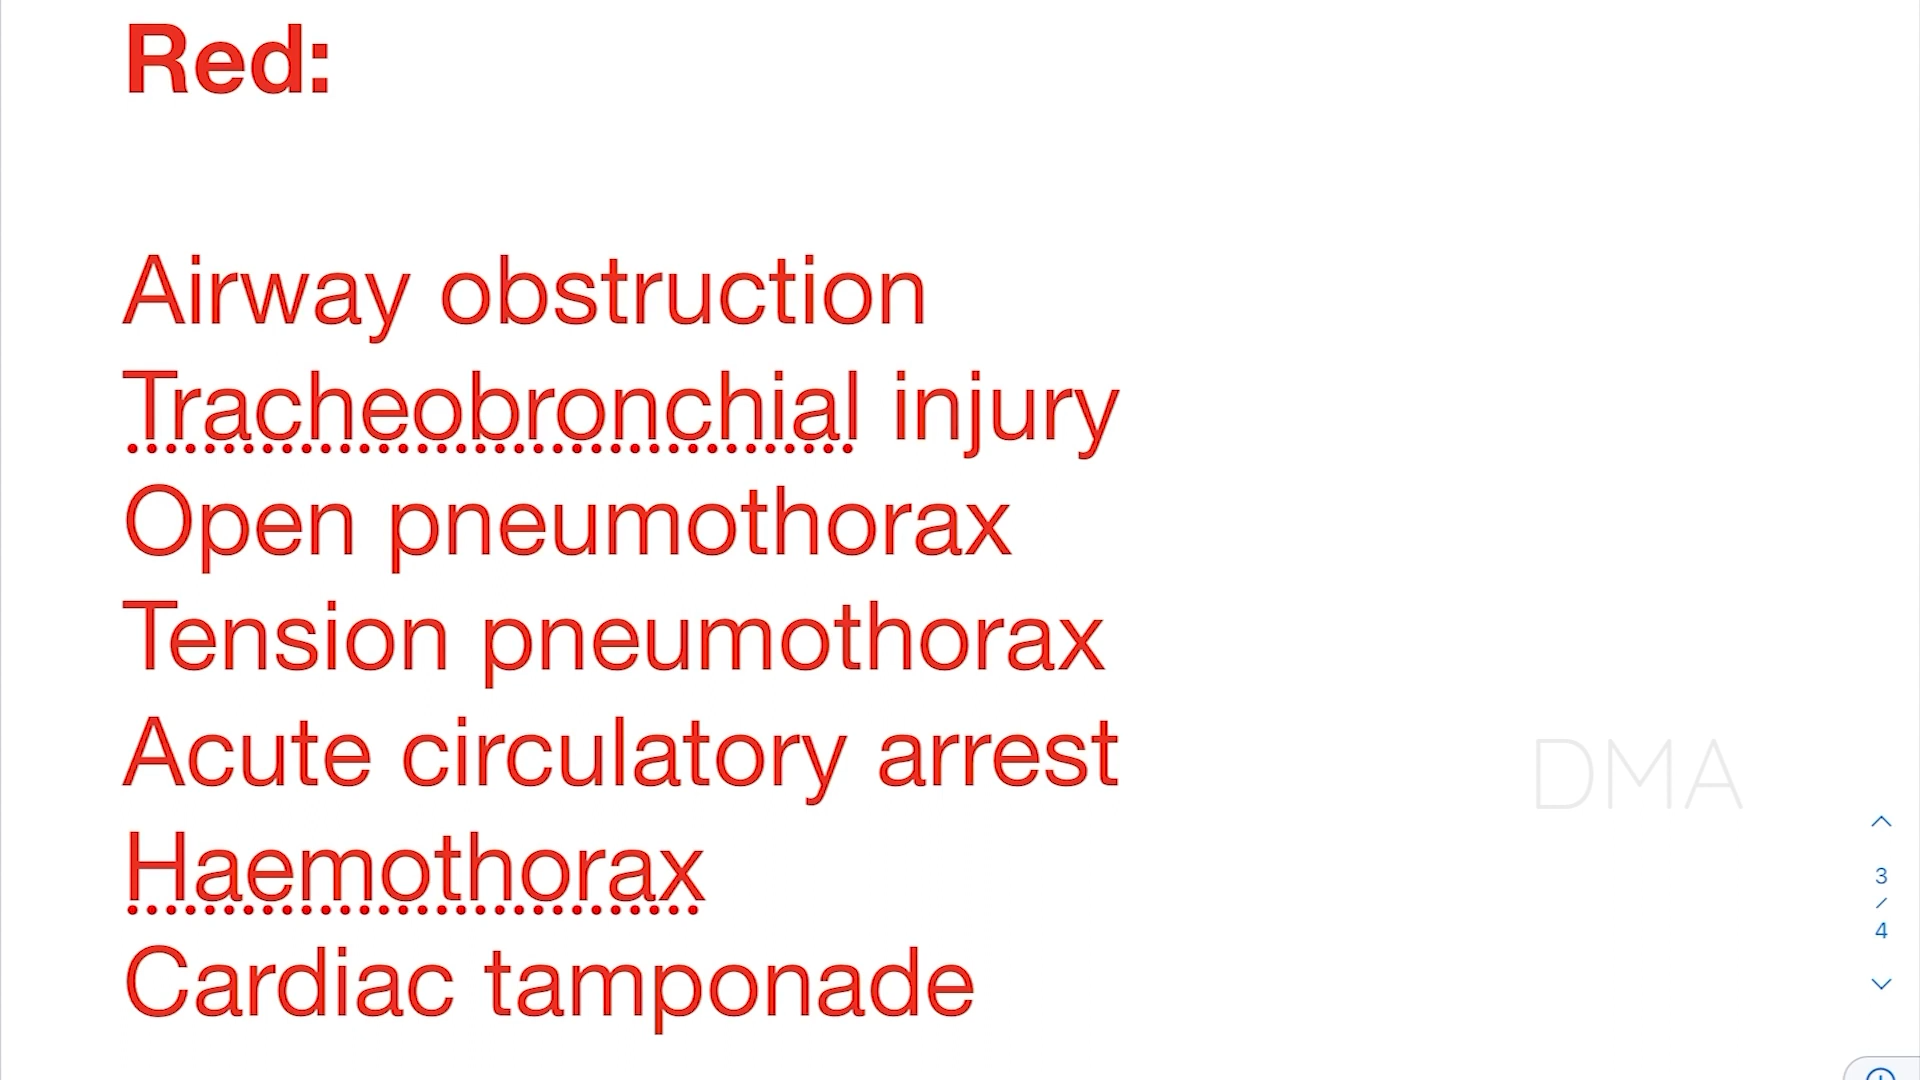 Red:
Airway obstruction
Tracheobronchial injury
Open pneumothorax
Tension pneumothorax
Acute circulatory arrest
Haemothorax
Cardiac tamponade
DMA
3
/
4